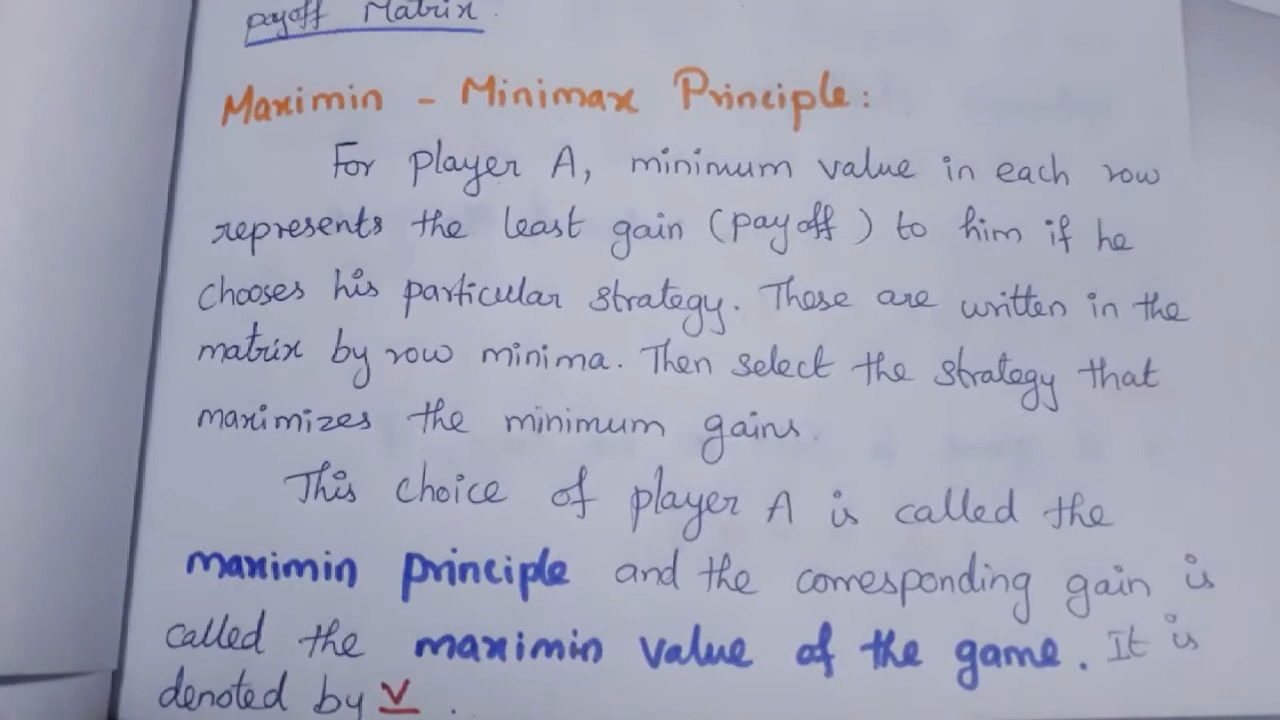 Payoff Matrix.
Maximin - Minimax Principle:
For player A, minimum value in each row
represents the least gain (payoff) to him if he
chooses his particular strategy. These are written in the
matrix by row minima. Then select the strategy that
maximizes the minimum gains.
This choice of player A is called the
maximin principle and the corresponding gain is
called the maximin value of the game. It is
denoted by v.